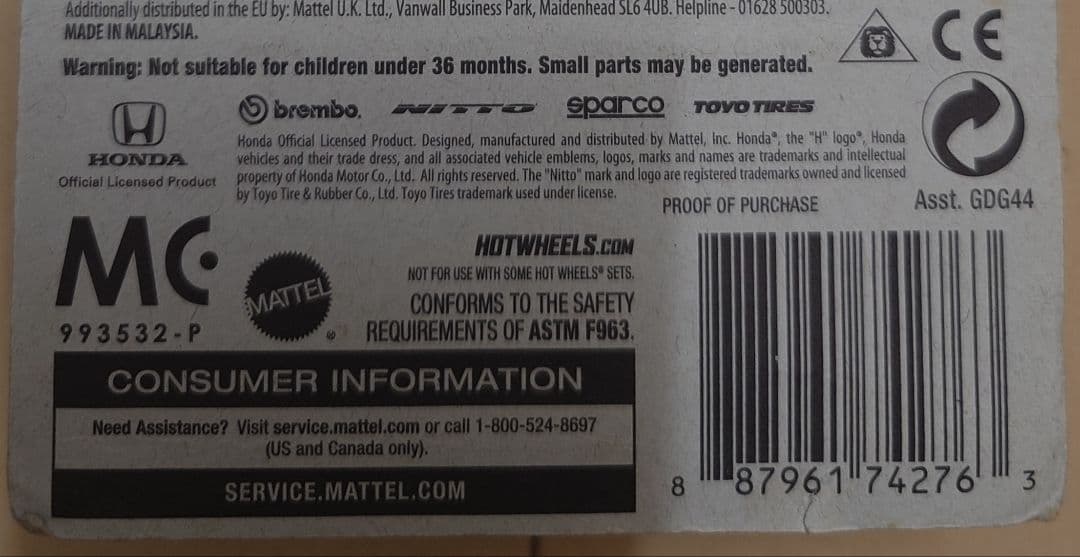 Additionally distributed in the EU by: Mattel U.K. Ltd., Vanwall Business Park, Maidenhead SL6 4UB. Helpline - 01628 500303.
MADE IN MALAYSIA.
Warning: Not suitable for children under 36 months. Small parts may be generated.
CE
HONDA
Official Licensed Product
brembo.
NITTO
sparco
TOYO TIRES
Honda Official Licensed Product. Designed, manufactured and distributed by Mattel, Inc. Honda®, the "H" logo®, Honda
vehicles and their trade dress, and all associated vehicle emblems, logos, marks and names are trademarks and intellectual
property of Honda Motor Co., Ltd. All rights reserved. The "Nitto" mark and logo are registered trademarks owned and licensed
by Toyo Tire & Rubber Co., Ltd. Toyo Tires trademark used under license.
PROOF OF PURCHASE
Asst. GDG44
MC
993532-P
MATTEL
HOTWHEELS.COM
NOT FOR USE WITH SOME HOT WHEELS® SETS.
CONFORMS TO THE SAFETY
REQUIREMENTS OF ASTM F963.
CONSUMER INFORMATION
Need Assistance? Visit service.mattel.com or call 1-800-524-8697
(US and Canada only).
SERVICE.MATTEL.COM
8 87961 74276 3